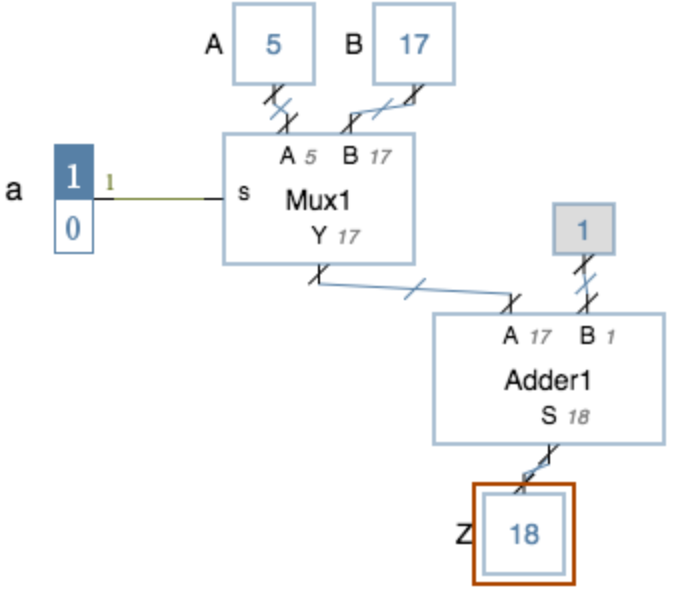 A 5 B 17
A 5 B 17
a 1 1 s Mux1
0
Y 17
1
A 17 B 1
Adder1
S 18
Z 18